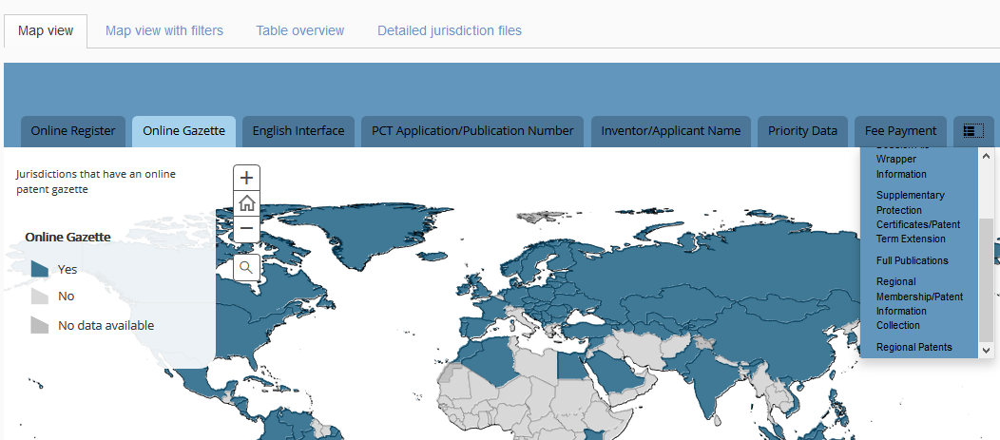 Map view
Map view with filters
Table overview
Detailed jurisdiction files
Online Register
Online Gazette
English Interface
PCT Application/Publication Number
Inventor/Applicant Name
Priority Data
Fee Payment
Jurisdictions that have an online
patent gazette
Online Gazette
Yes
No
No data available
Wrapper
Information
Supplementary
Protection
Certificates/Patent
Term Extension
Full Publications
Regional
Membership/Patent
Information
Collection
Regional Patents